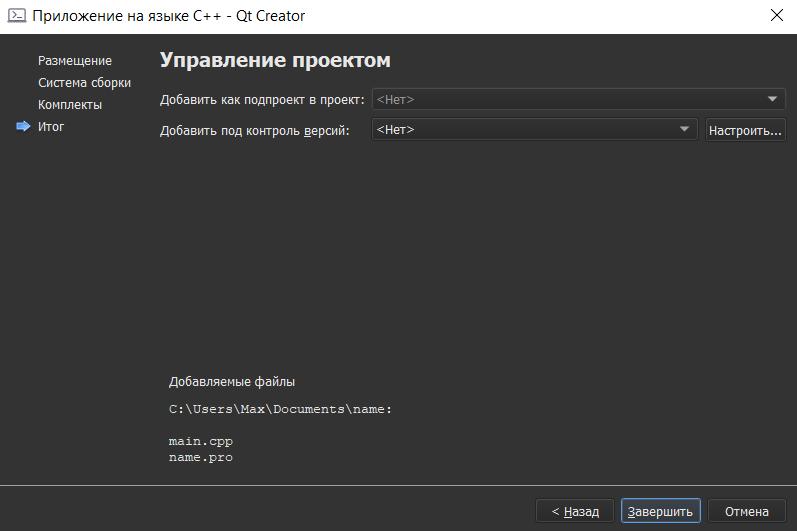 Приложение на языке C++ - Qt Creator
Размещение
Система сборки
Комплекты
Итог
Управление проектом
Добавить как подпроект в проект: <Нет>
Добавить под контроль версий: <Нет> Настроить...
Добавляемые файлы
C:\Users\Max\Documents\name:
main.cpp
name.pro
< Назад Завершить Отмена